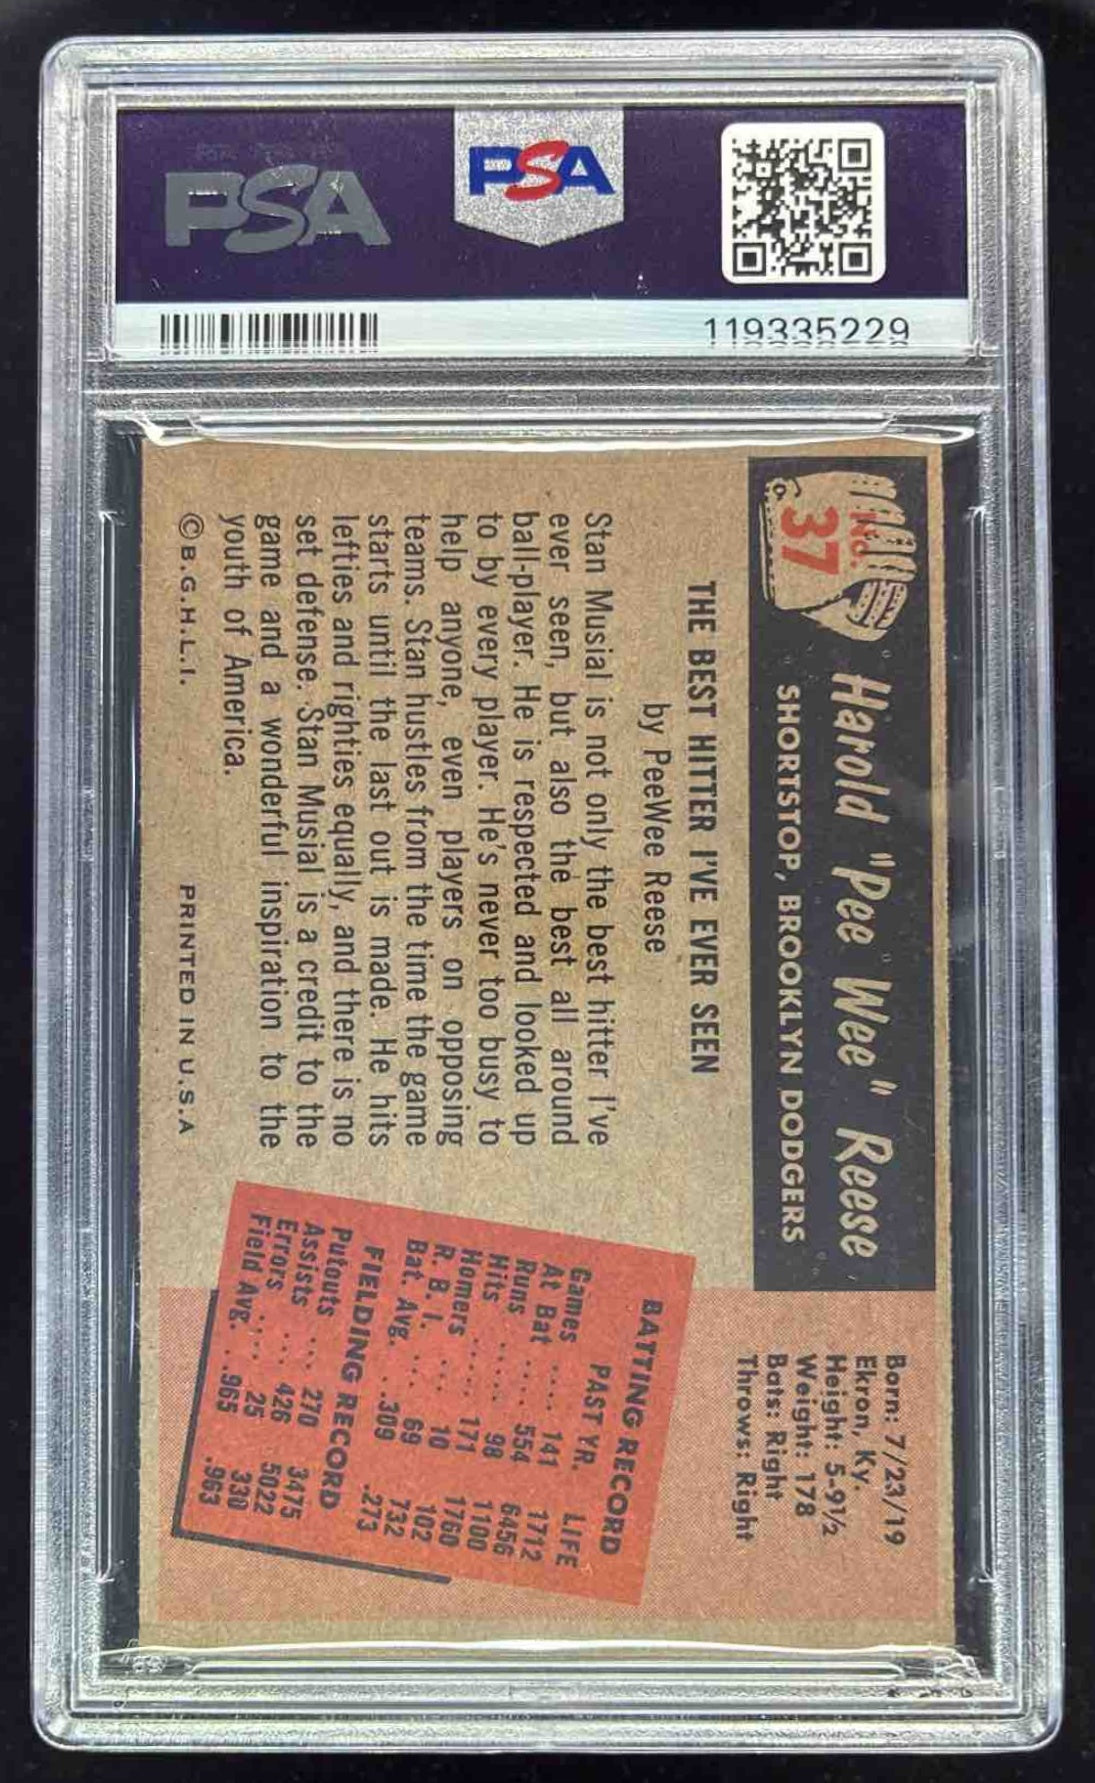 PSA
PSA
119335229
No.
37
Harold "Pee Wee" Reese
SHORTSTOP, BROOKLYN DODGERS
Born: 7/23/19
Ekron, Ky.
Height: 5-9½
Weight: 178
Bats: Right
Throws: Right
THE BEST HITTER I'VE EVER SEEN
by PeeWee Reese
Stan Musial is not only the best hitter I've
ever seen, but also the best all around
ball-player. He is respected and looked up
to by every player. He's never too busy to
help anyone, even players on opposing
teams. Stan hustles from the time the game
starts until the last out is made. He hits
lefties and righties equally, and there is no
set defense. Stan Musial is a credit to the
game and a wonderful inspiration to the
youth of America.
© B.G.H.L.I. PRINTED IN U.S.A
BATTING RECORD
PAST YR. LIFE
Games .... 141 1712
At Bat .... 554 6456
Runs ..... 98 1100
Hits ..... 171 1760
Homers ... 10 102
R. B. I. .... 69 732
Bat. Avg. ...309 .273
FIELDING RECORD
Putouts ... 270 3475
Assists ... 426 5022
Errors .... 25 330
Field Avg. ...965 .963